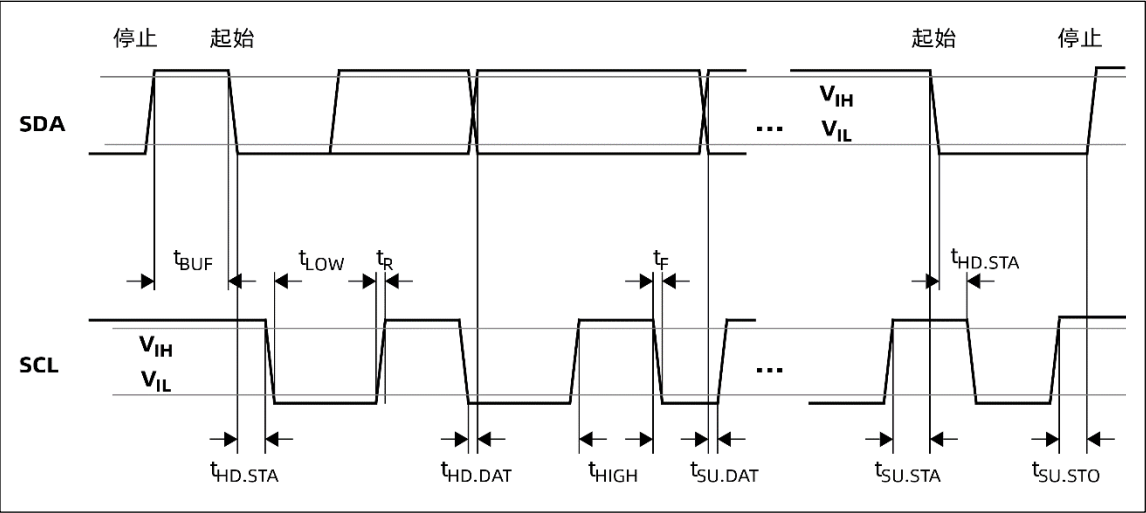 停止 起始 起始 停止
V_IH
SDA
... V_IL
t_BUF t_LOW t_R t_F t_HD.STA
V_IH
SCL
V_IL
...
t_HD.STA t_HD.DAT t_HIGH t_SU.DAT t_SU.STA t_SU.STO